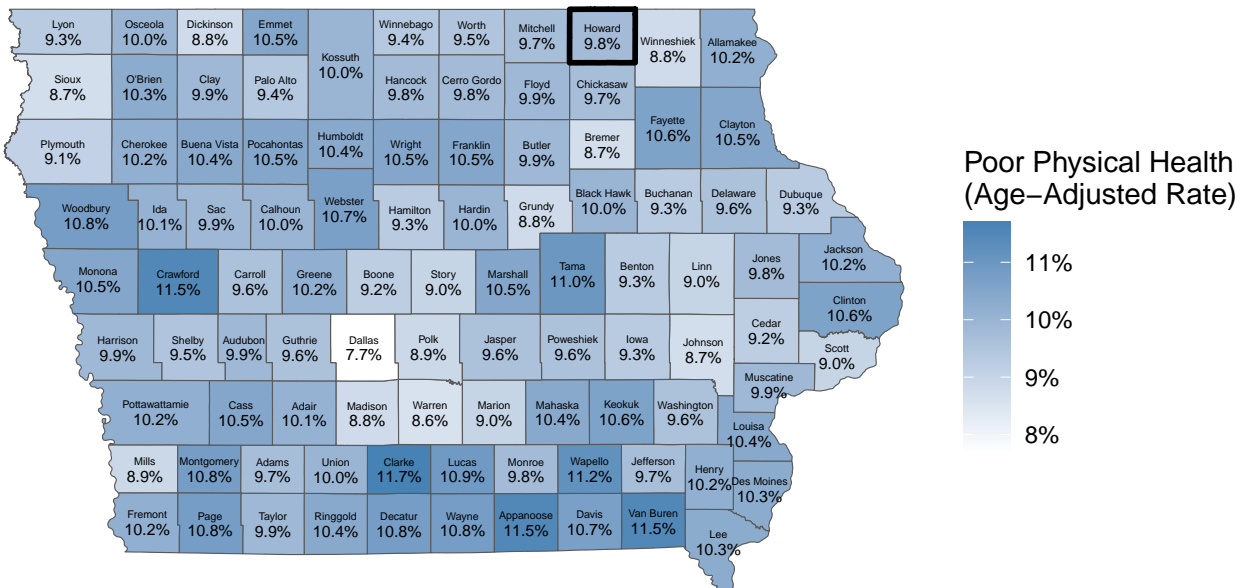 Lyon
9.3%
Osceola
10.0%
Dickinson
8.8%
Emmet
10.5%
Kossuth
10.0%
Winnebago
9.4%
Worth
9.5%
Mitchell
9.7%
Howard
9.8%
Winneshiek
8.8%
Allamakee
10.2%
Sioux
8.7%
O'Brien
10.3%
Clay
9.9%
Palo Alto
9.4%
Hancock
9.8%
Cerro Gordo
9.8%
Floyd
9.9%
Chickasaw
9.7%
Fayette
10.6%
Clayton
10.5%
Plymouth
9.1%
Cherokee
10.2%
Buena Vista
10.4%
Pocahontas
10.5%
Humboldt
10.4%
Wright
10.5%
Franklin
10.5%
Butler
9.9%
Bremer
8.7%
Woodbury
10.8%
Ida
10.1%
Sac
9.9%
Calhoun
10.0%
Webster
10.7%
Hamilton
9.3%
Hardin
10.0%
Grundy
8.8%
Black Hawk
10.0%
Buchanan
9.3%
Delaware
9.6%
Dubuque
9.3%
Monona
10.5%
Crawford
11.5%
Carroll
9.6%
Greene
10.2%
Boone
9.2%
Story
9.0%
Marshall
10.5%
Tama
11.0%
Benton
9.3%
Linn
9.0%
Jones
9.8%
Jackson
10.2%
Clinton
10.6%
Harrison
9.9%
Shelby
9.5%
Audubon
9.9%
Guthrie
9.6%
Dallas
7.7%
Polk
8.9%
Jasper
9.6%
Poweshiek
9.6%
Iowa
9.3%
Johnson
8.7%
Cedar
9.2%
Scott
9.0%
Muscatine
9.9%
Pottawattamie
10.2%
Cass
10.5%
Adair
10.1%
Madison
8.8%
Warren
8.6%
Marion
9.0%
Mahaska
10.4%
Keokuk
10.6%
Washington
9.6%
Louisa
10.4%
Mills
8.9%
Montgomery
10.8%
Adams
9.7%
Union
10.0%
Clarke
11.7%
Lucas
10.9%
Monroe
9.8%
Wapello
11.2%
Jefferson
9.7%
Henry
10.2%
Des Moines
10.3%
Fremont
10.2%
Page
10.8%
Taylor
9.9%
Ringgold
10.4%
Decatur
10.8%
Wayne
10.8%
Appanoose
11.5%
Davis
10.7%
Van Buren
11.5%
Lee
10.3%
Poor Physical Health
(Age−Adjusted Rate)
11%
10%
9%
8%